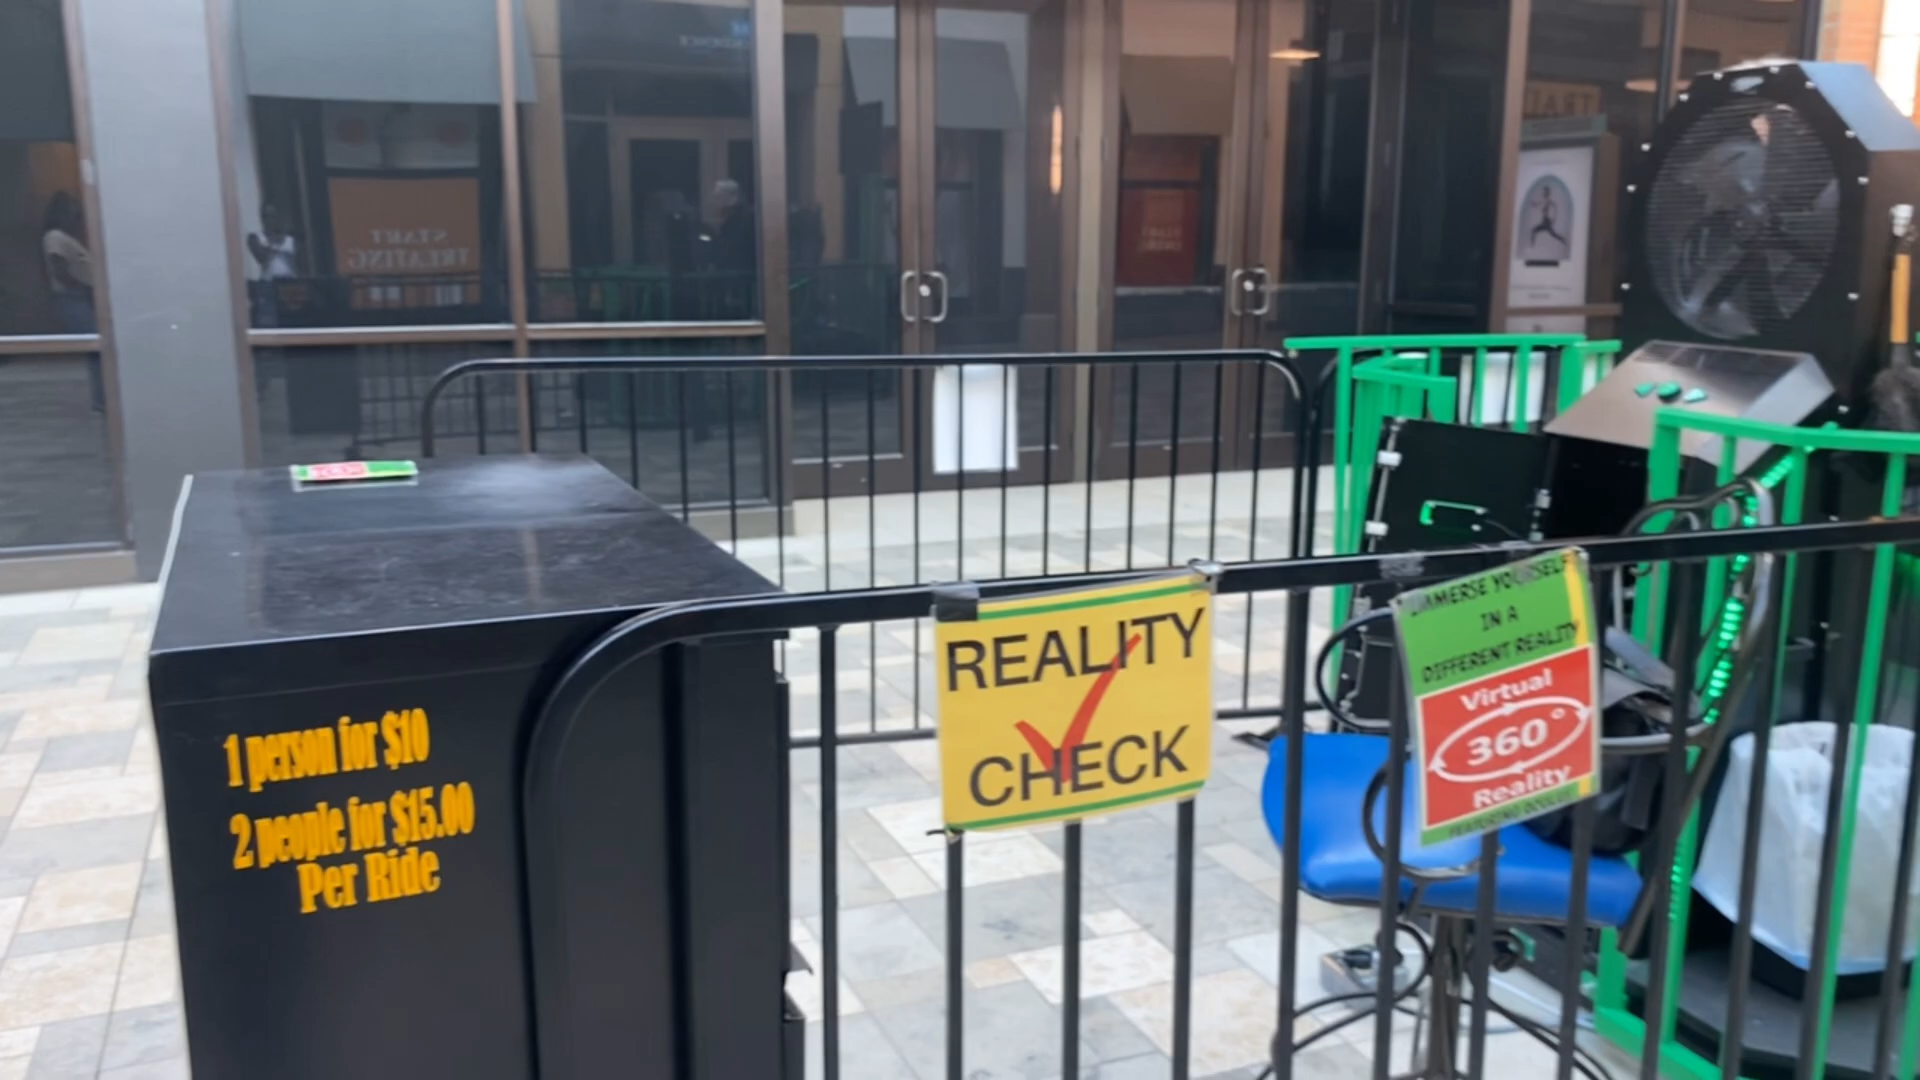 1 person for $10
2 people for $15.00
Per Ride
REALITY
CHECK
IMMERSE YOURSELF
IN A
DIFFERENT REALITY
Virtual
360°
Reality
START
TREATING